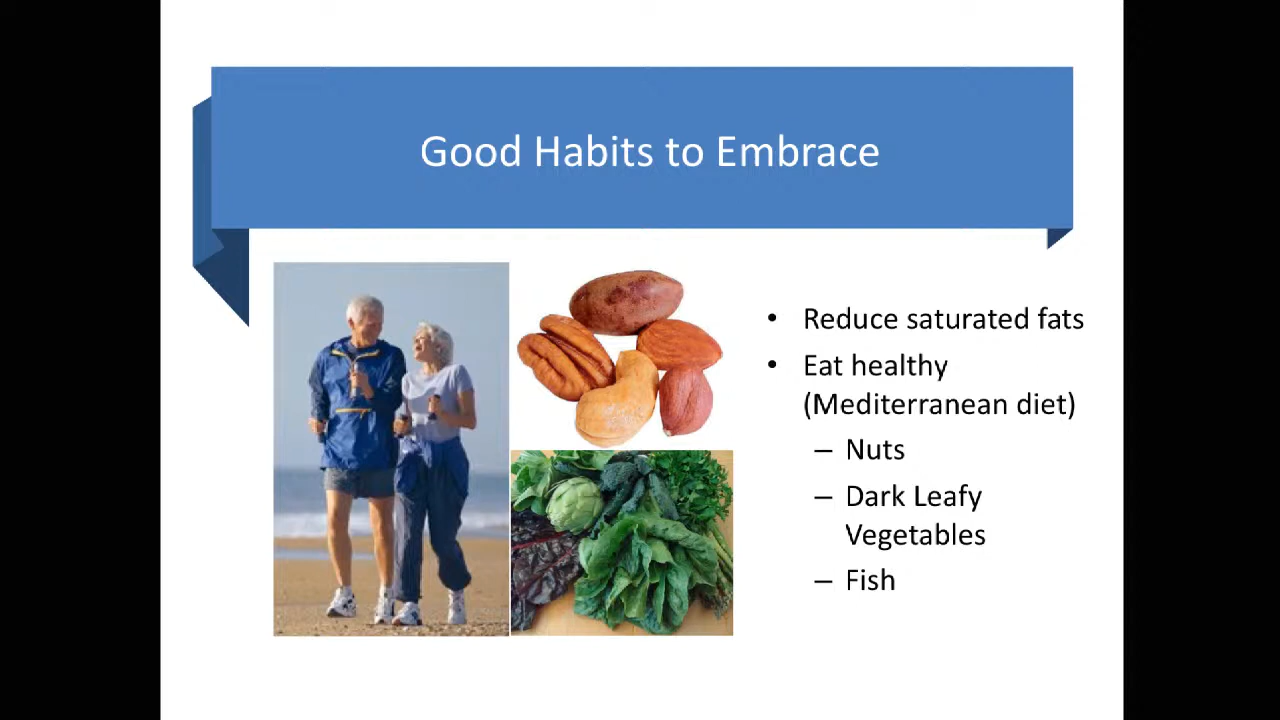 Good Habits to Embrace
• Reduce saturated fats
• Eat healthy
(Mediterranean diet)
– Nuts
– Dark Leafy
Vegetables
– Fish